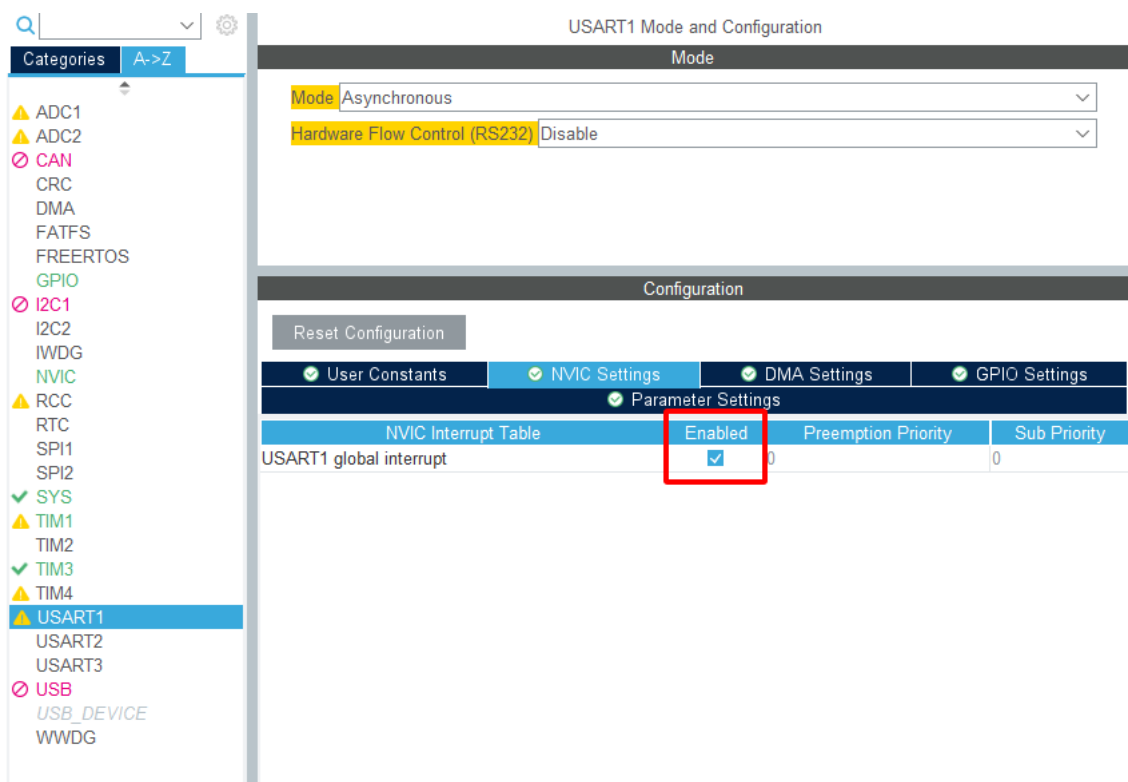 USART1 Mode and Configuration
Categories A->Z
Mode
Mode Asynchronous
Hardware Flow Control (RS232) Disable
ADC1
ADC2
CAN
CRC
DMA
FATFS
FREERTOS
GPIO
I2C1
I2C2
IWDG
NVIC
RCC
RTC
SPI1
SPI2
SYS
TIM1
TIM2
TIM3
TIM4
USART1
USART2
USART3
USB
USB_DEVICE
WWDG
Configuration
Reset Configuration
User Constants NVIC Settings DMA Settings GPIO Settings
Parameter Settings
NVIC Interrupt Table Enabled Preemption Priority Sub Priority
USART1 global interrupt 0 0